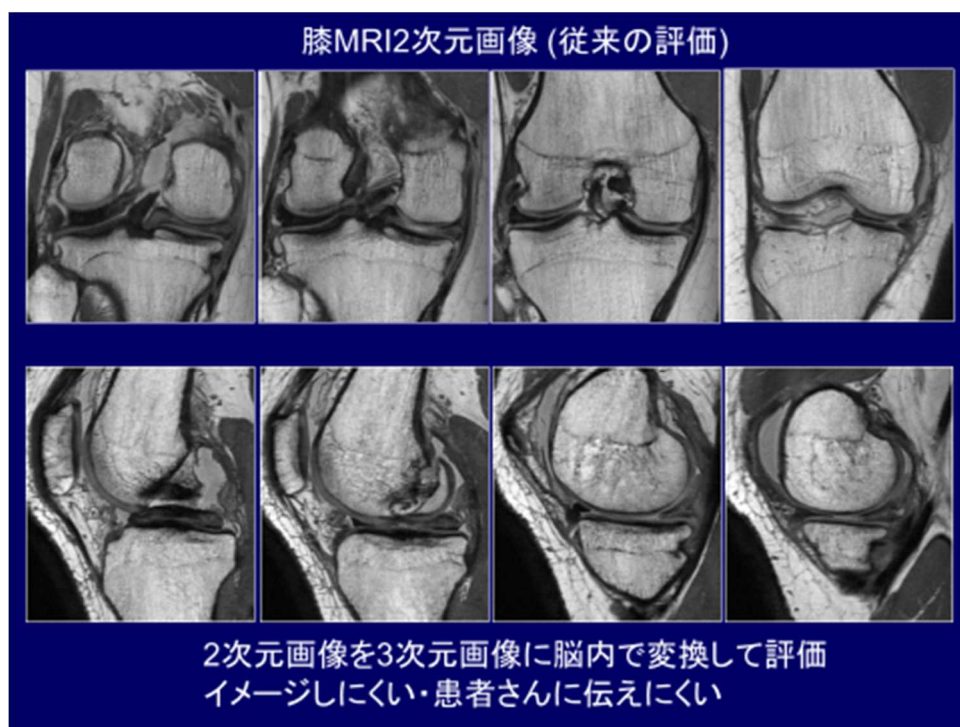 膝MRI2次元画像 (従来の評価)
2次元画像を3次元画像に脳内で変換して評価
イメージしにくい・患者さんに伝えにくい